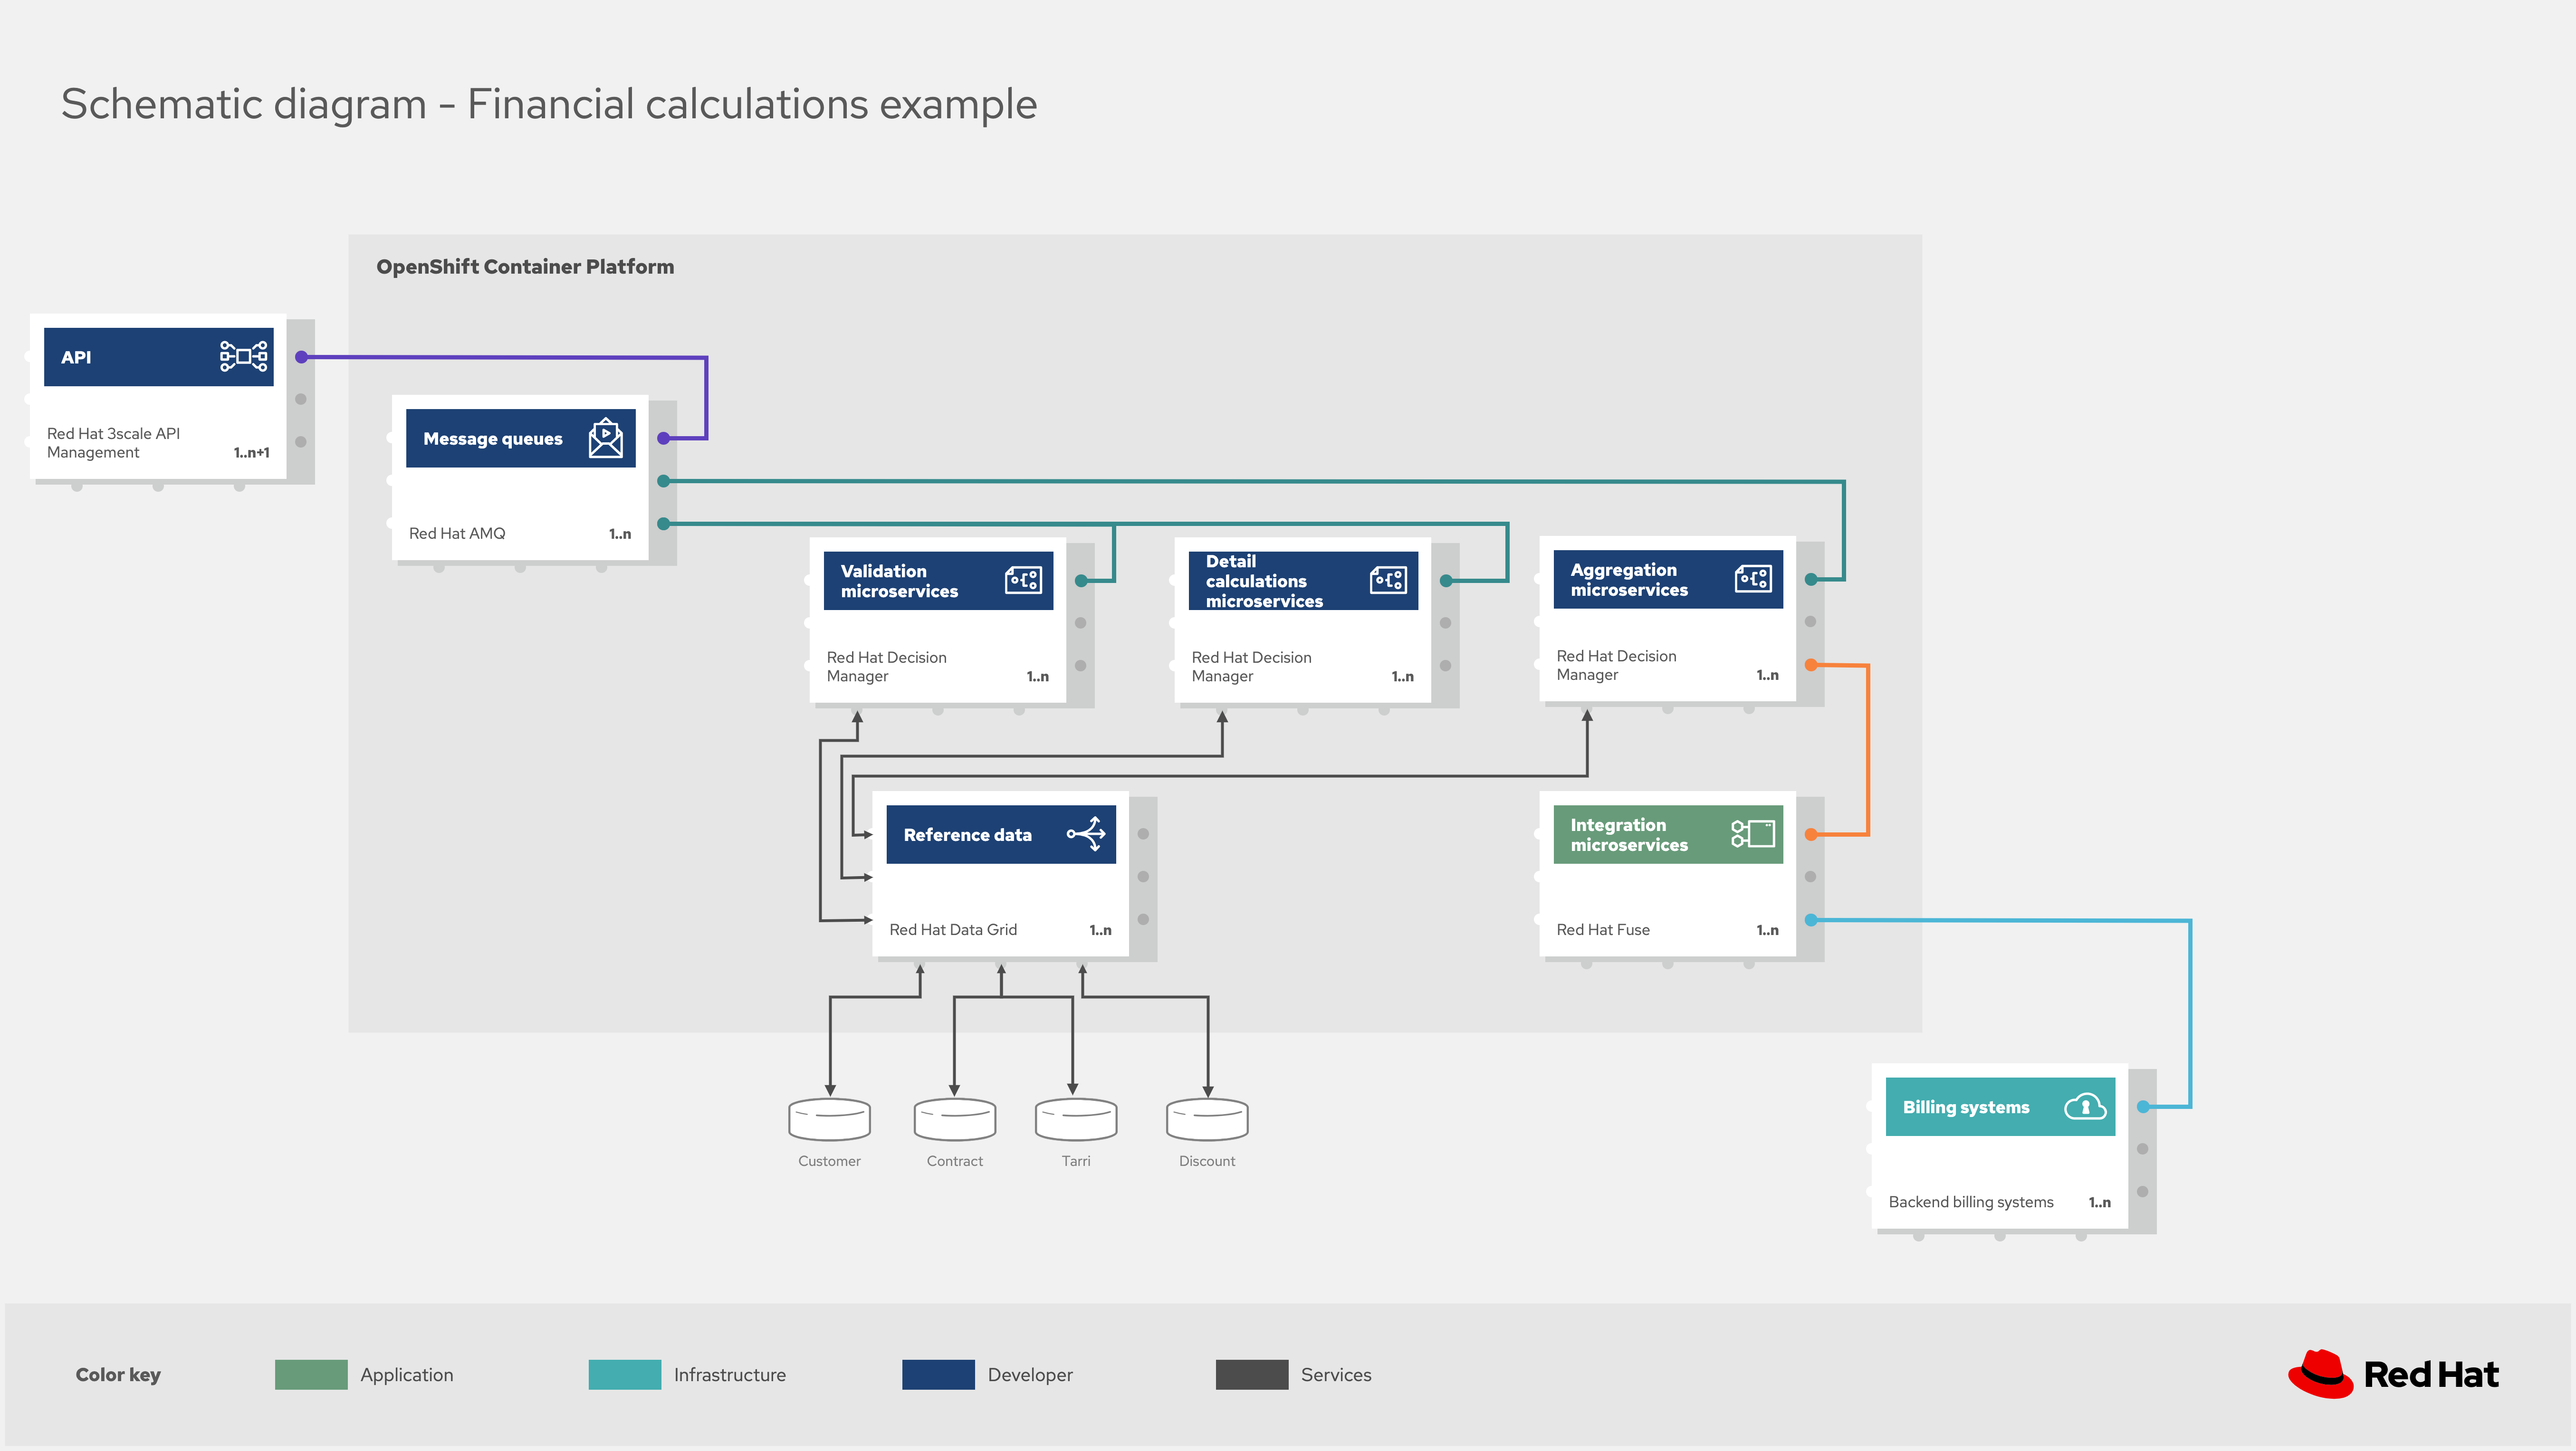 Schematic diagram - Financial calculations example
OpenShift Container Platform
API
Red Hat 3scale API
Management
1..n+1
Message queues
Red Hat AMQ
1..n
Validation
microservices
Red Hat Decision
Manager
1..n
Detail
calculations
microservices
Red Hat Decision
Manager
1..n
Aggregation
microservices
Red Hat Decision
Manager
1..n
Reference data
Red Hat Data Grid
1..n
Integration
microservices
Red Hat Fuse
1..n
Customer
Contract
Tarri
Discount
Billing systems
Backend billing systems
1..n
Color key
Application
Infrastructure
Developer
Services
Red Hat